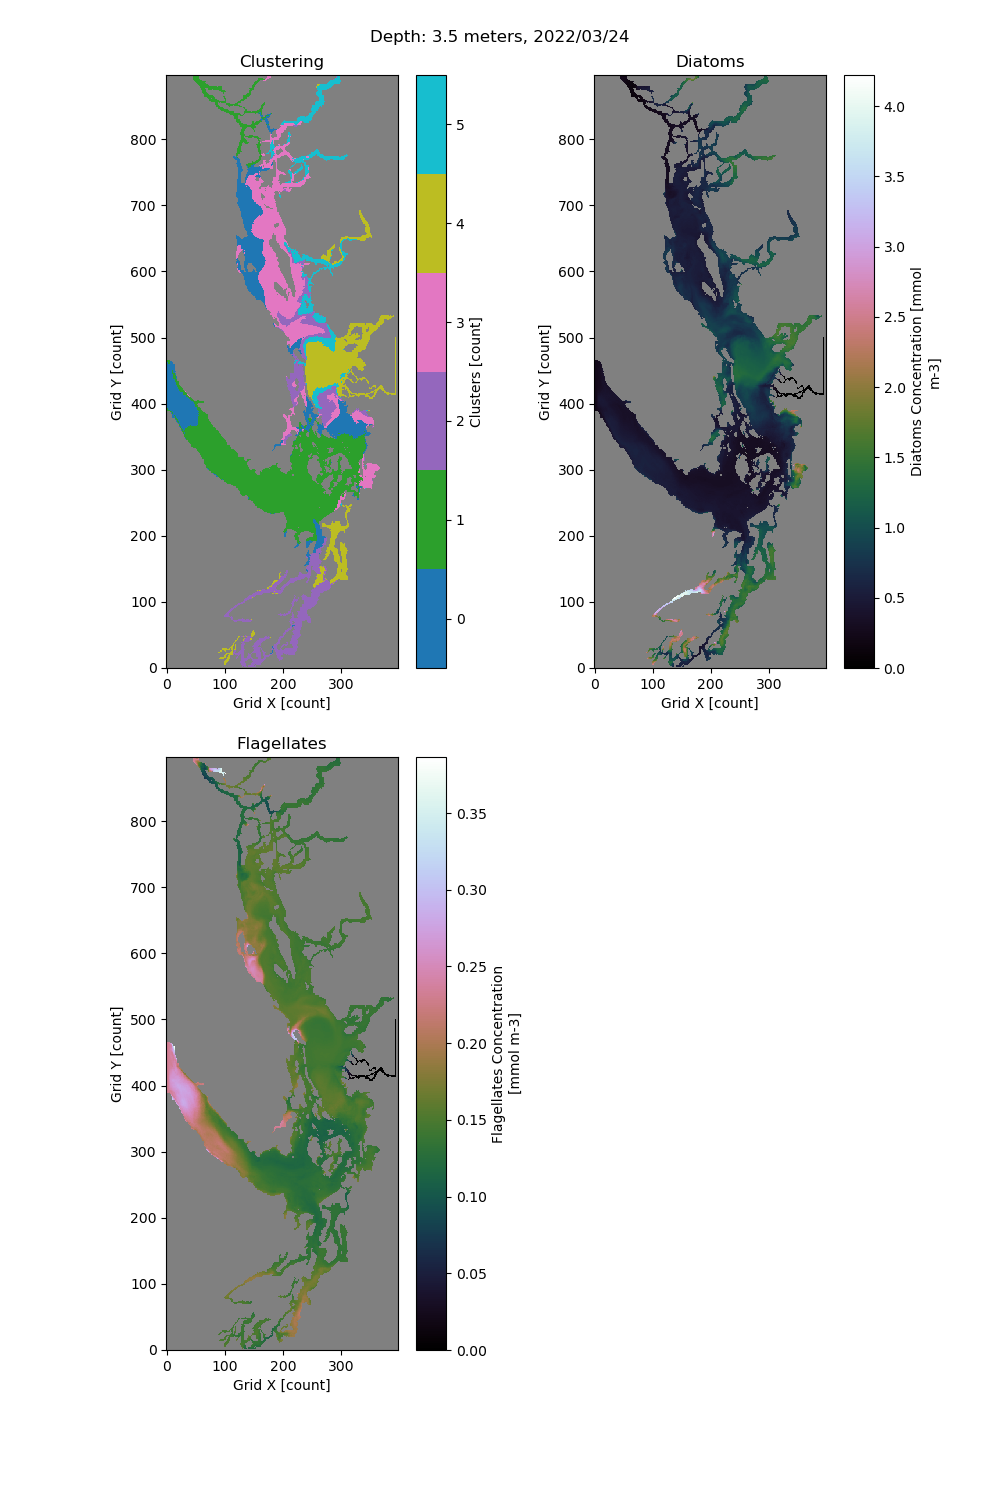 Depth: 3.5 meters, 2022/03/24
Clustering
800
700
600
500
400
300
200
100
0
0 100 200 300
Grid X [count]
Grid Y [count]
5
4
3
2
1
0
Clusters [count]
Diatoms
800
700
600
500
400
300
200
100
0
0 100 200 300
Grid X [count]
Grid Y [count]
4.0
3.5
3.0
2.5
2.0
1.5
1.0
0.5
0.0
Diatoms Concentration [mmol
m-3]
Flagellates
800
700
600
500
400
300
200
100
0
0 100 200 300
Grid X [count]
Grid Y [count]
0.35
0.30
0.25
0.20
0.15
0.10
0.05
0.00
Flagellates Concentration
[mmol m-3]